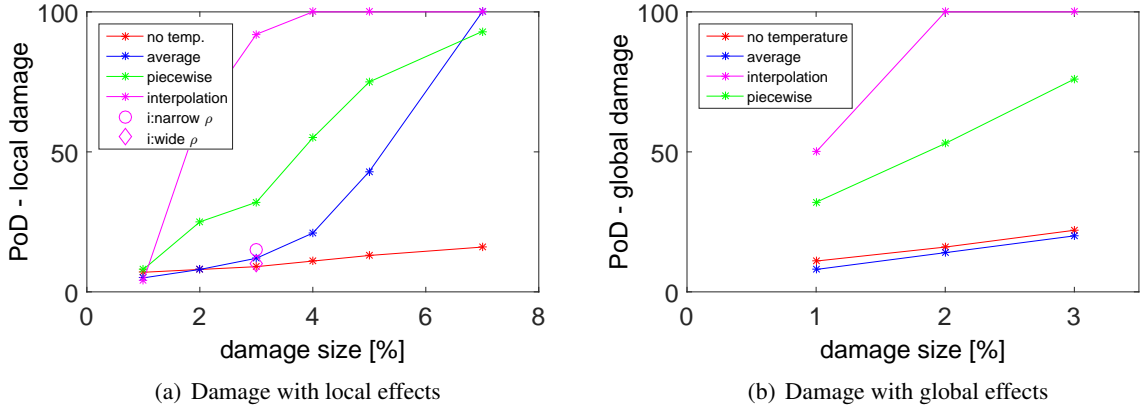 PoD - local damage
100
50
0
no temp.
average
piecewise
interpolation
i:narrow ρ
i:wide ρ
0 2 4 6 8
damage size [%]
(a) Damage with local effects
PoD - global damage
100
50
0
no temperature
average
interpolation
piecewise
0 1 2 3
damage size [%]
(b) Damage with global effects